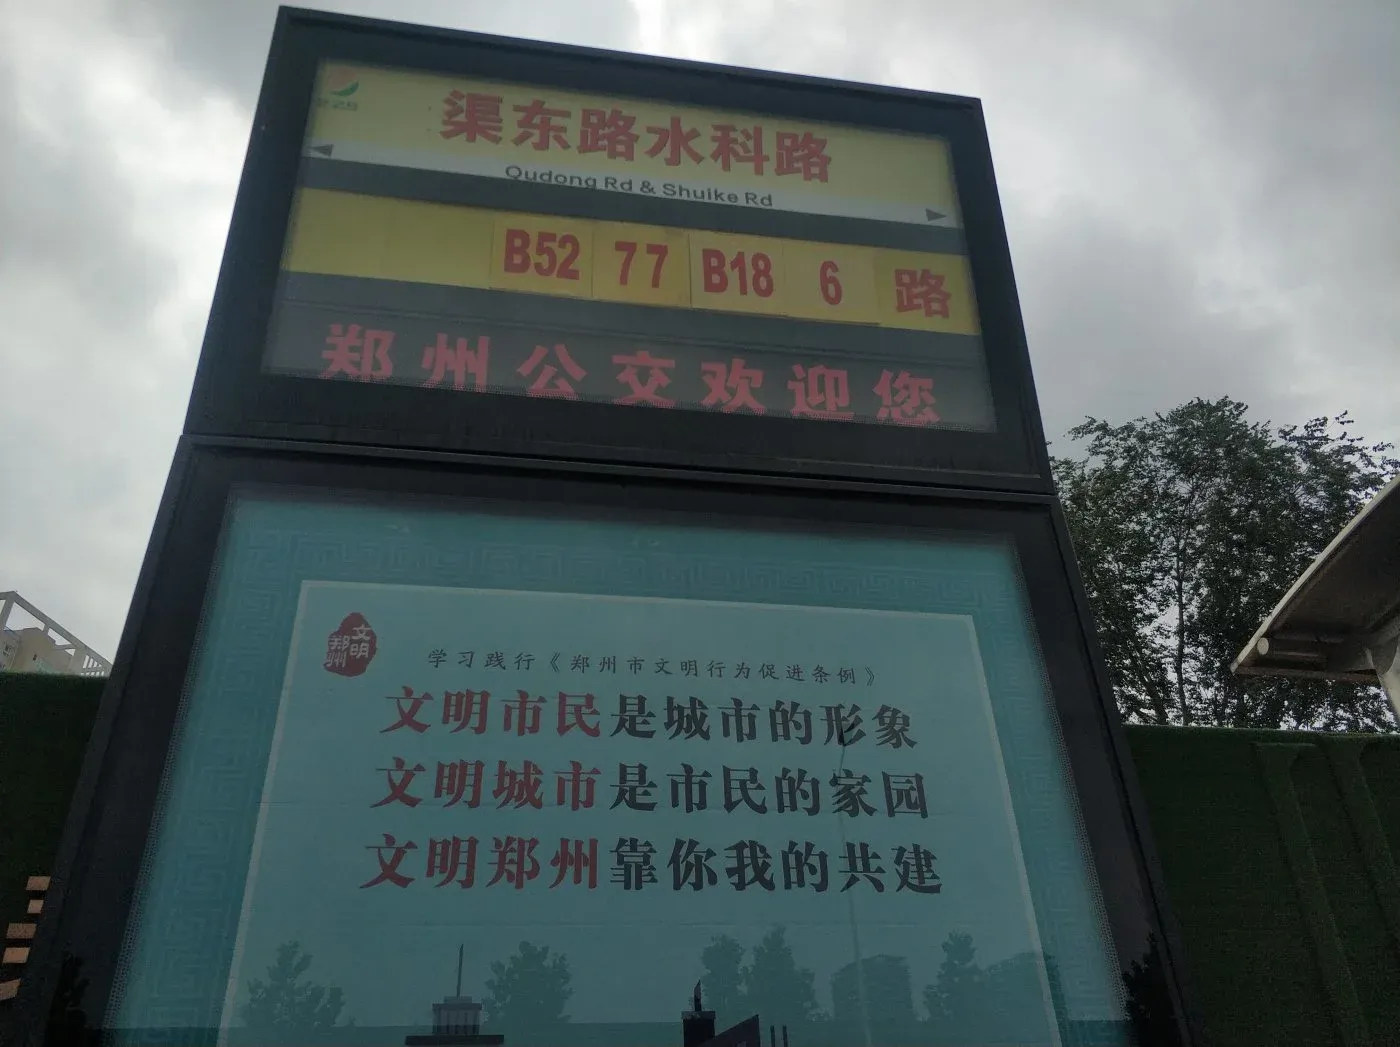 渠东路水科路
Qudong Rd & Shuike Rd
B52 77 B18 6 路
郑州公交欢迎您
文明
郑州
学习践行《郑州市文明行为促进条例》
文明市民是城市的形象
文明城市是市民的家园
文明郑州靠你我的共建